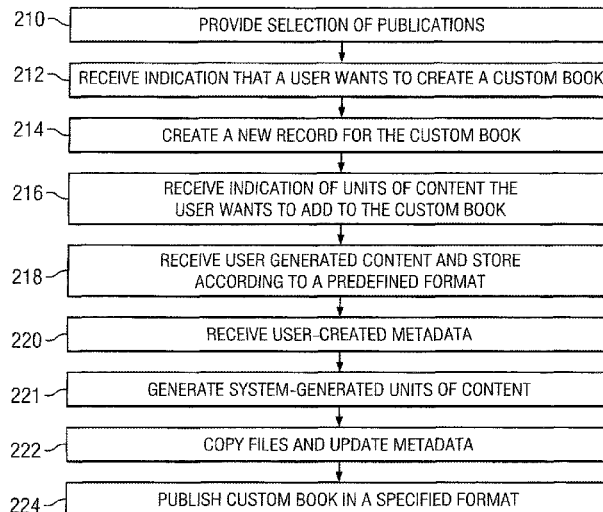 210 PROVIDE SELECTION OF PUBLICATIONS
212 RECEIVE INDICATION THAT A USER WANTS TO CREATE A CUSTOM BOOK
214 CREATE A NEW RECORD FOR THE CUSTOM BOOK
216 RECEIVE INDICATION OF UNITS OF CONTENT THE
USER WANTS TO ADD TO THE CUSTOM BOOK
218 RECEIVE USER GENERATED CONTENT AND STORE
ACCORDING TO A PREDEFINED FORMAT
220 RECEIVE USER-CREATED METADATA
221 GENERATE SYSTEM-GENERATED UNITS OF CONTENT
222 COPY FILES AND UPDATE METADATA
224 PUBLISH CUSTOM BOOK IN A SPECIFIED FORMAT